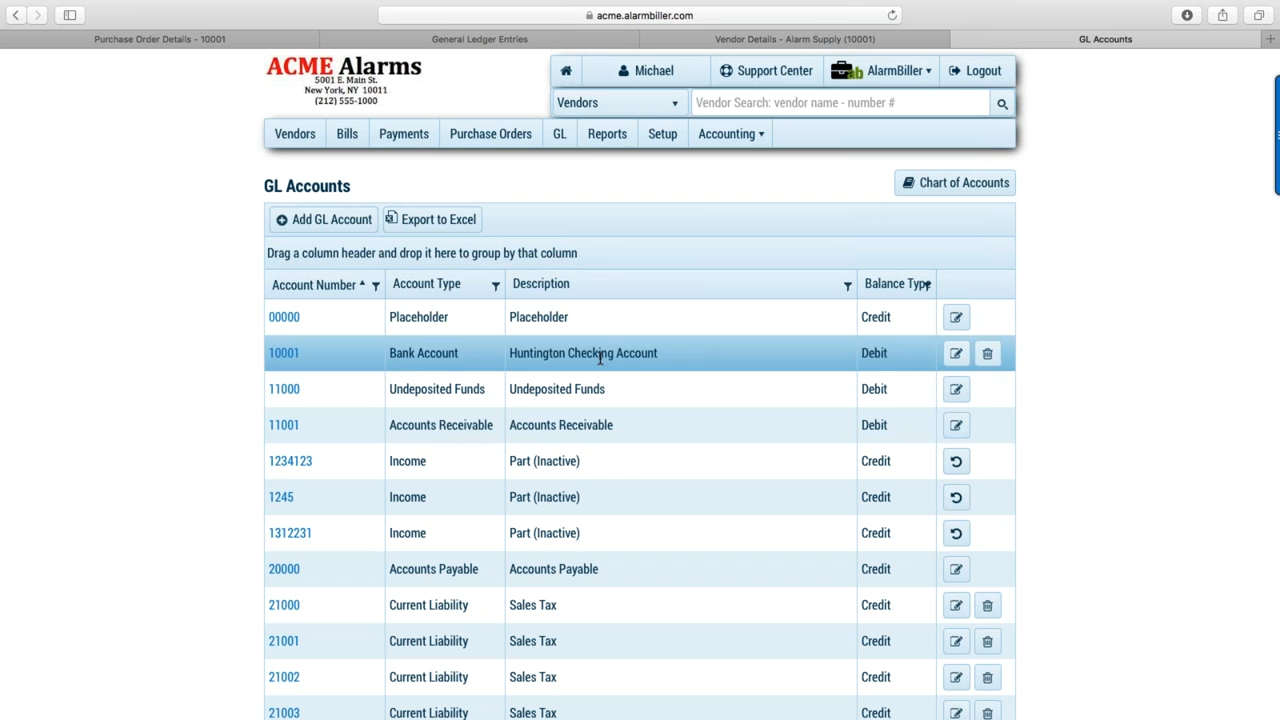 acme.alarmbiller.com
Purchase Order Details - 10001
General Ledger Entries
Vendor Details - Alarm Supply (10001)
GL Accounts
ACME Alarms
5001 E. Main St.
New York, NY 10011
(212) 555-1000
Michael
Support Center
ab AlarmBiller
Logout
Vendors
Vendor Search: vendor name - number #
Vendors Bills Payments Purchase Orders GL Reports Setup Accounting
GL Accounts
Chart of Accounts
Add GL Account
Export to Excel
Drag a column header and drop it here to group by that column
Account Number Account Type Description Balance Type
00000 Placeholder Placeholder Credit
10001 Bank Account Huntington Checking Account Debit
11000 Undeposited Funds Undeposited Funds Debit
11001 Accounts Receivable Accounts Receivable Debit
1234123 Income Part (Inactive) Credit
1245 Income Part (Inactive) Credit
1312231 Income Part (Inactive) Credit
20000 Accounts Payable Accounts Payable Credit
21000 Current Liability Sales Tax Credit
21001 Current Liability Sales Tax Credit
21002 Current Liability Sales Tax Credit
21003 Current Liability Sales Tax Credit